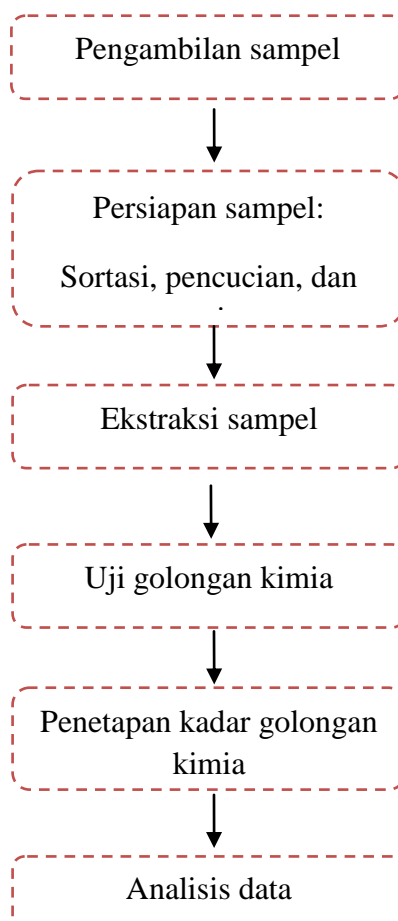 Pengambilan sampel
Persiapan sampel:
Sortasi, pencucian, dan
Ekstraksi sampel
Uji golongan kimia
Penetapan kadar golongan
kimia
Analisis data